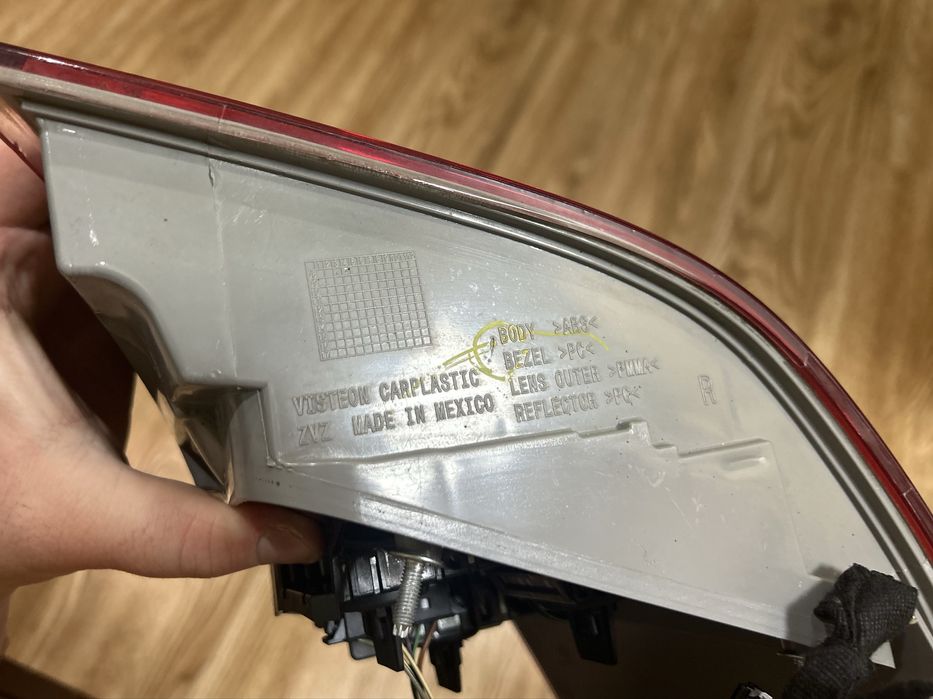 BODY >ABS<
BEZEL >PC<
LENS OUTER >PMMA<
REFLECTOR >PC<
VISTEON CARPLASTIC
ZVZ MADE IN MEXICO
R